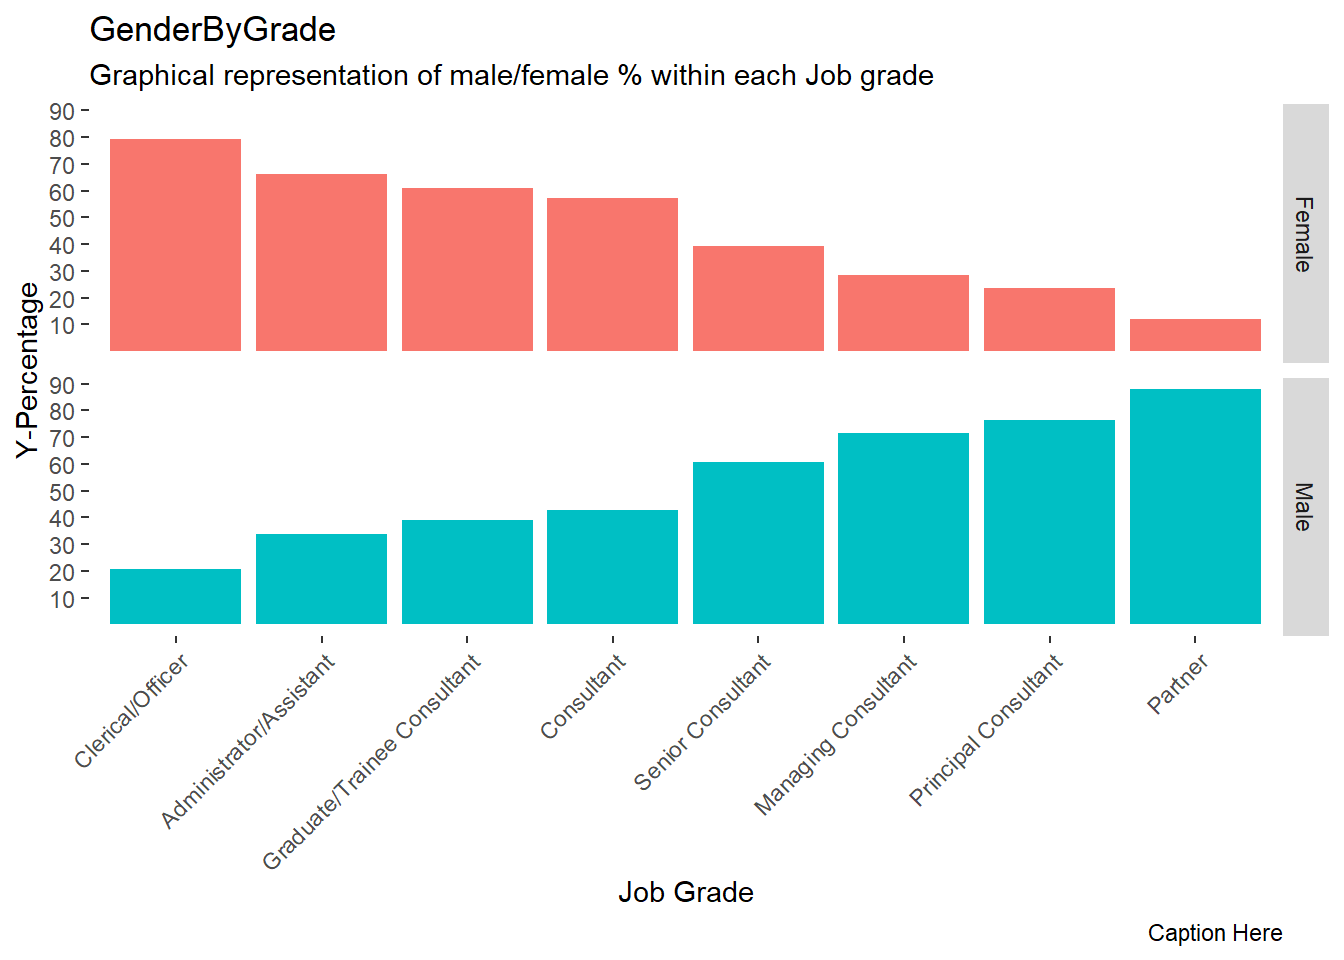 GenderByGrade
Graphical representation of male/female % within each Job grade
Y-Percentage
90
80
70
60
50
40
30
20
10
Female
90
80
70
60
50
40
30
20
10
Male
Clerical/Officer
Administrator/Assistant
Graduate/Trainee Consultant
Consultant
Senior Consultant
Managing Consultant
Principal Consultant
Partner
Job Grade
Caption Here